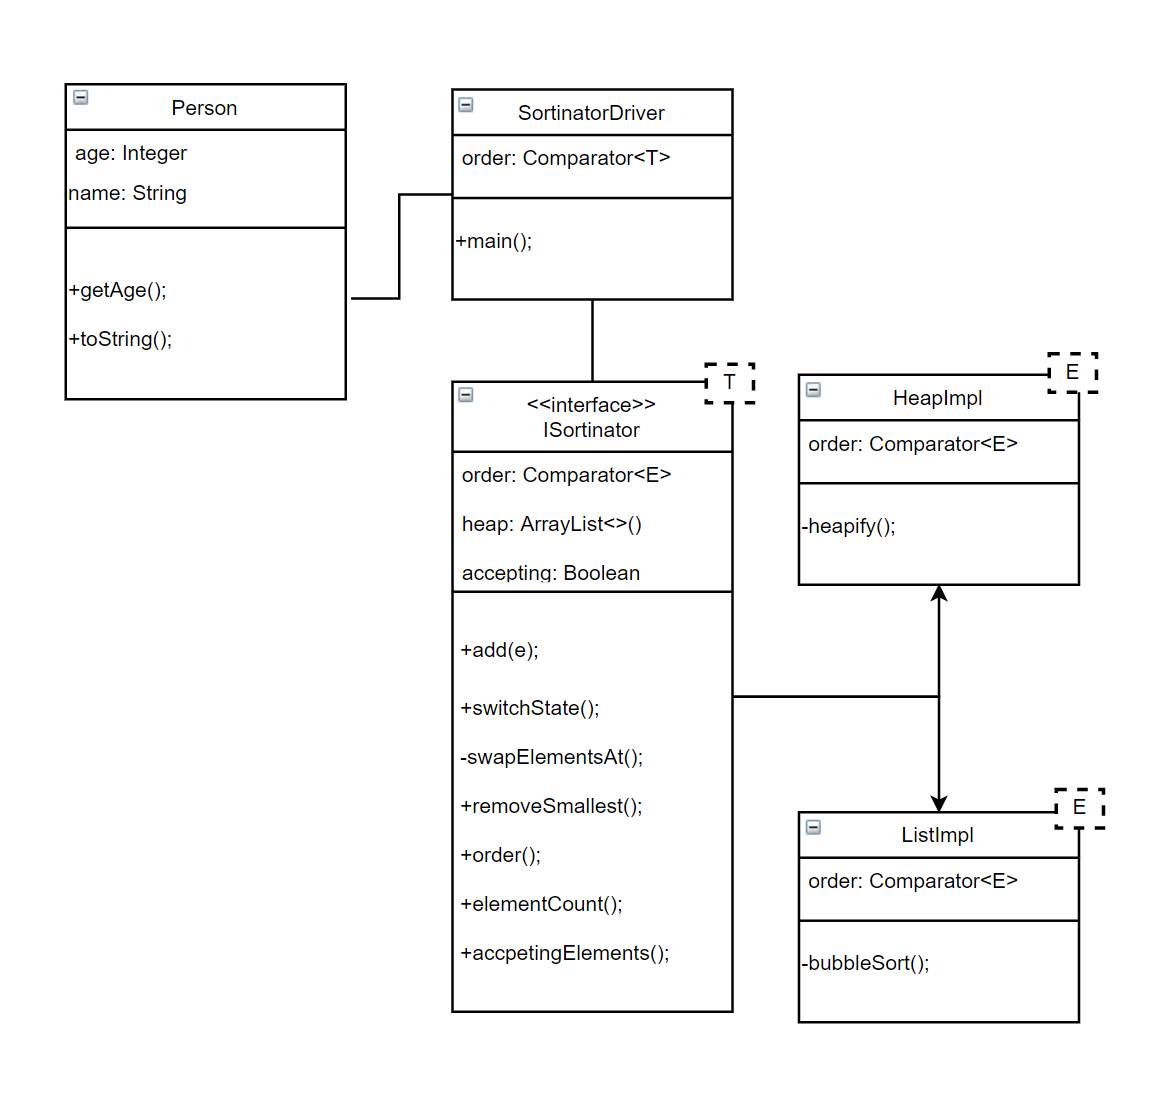 Person
age: Integer
name: String
+getAge();
+toString();
SortinatorDriver
order: Comparator<T>
+main();
T
<<interface>>
ISortinator
order: Comparator<E>
heap: ArrayList<>()
accepting: Boolean
+add(e);
+switchState();
-swapElementsAt();
+removeSmallest();
+order();
+elementCount();
+accpetingElements();
E
HeapImpl
order: Comparator<E>
-heapify();
E
ListImpl
order: Comparator<E>
-bubbleSort();